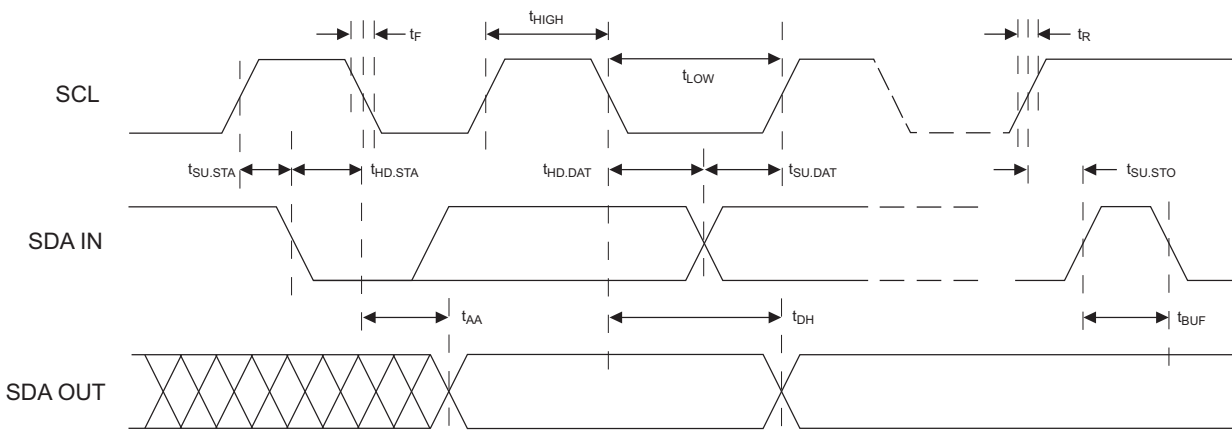 tHIGH
tF
tR
SCL
tLOW
tSU.STA
tHD.STA
tHD.DAT
tSU.DAT
tSU.STO
SDA IN
tAA
tDH
tBUF
SDA OUT